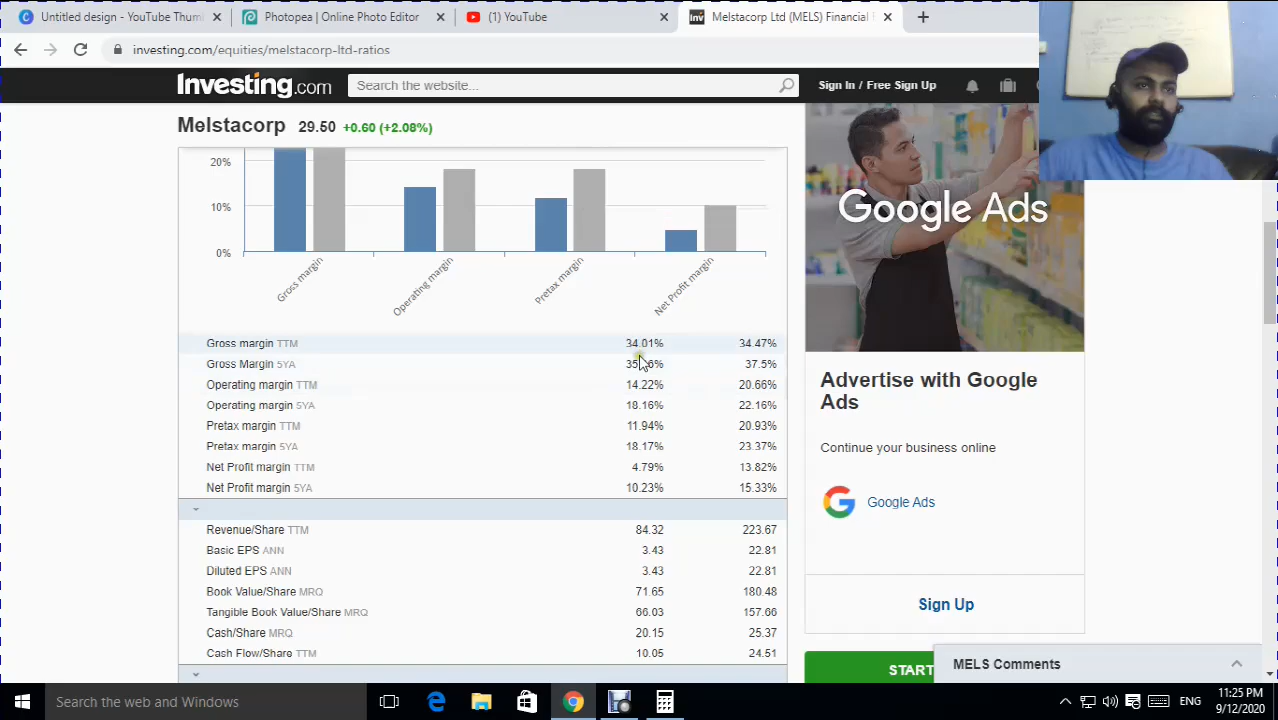 Untitled design - YouTube Thum
Photopea | Online Photo Editor
(1) YouTube
Melstacorp Ltd (MELS) Financial
investing.com/equities/melstacorp-ltd-ratios
Investing.com
Search the website...
Sign In / Free Sign Up
Melstacorp 29.50 +0.60 (+2.08%)
20%
10%
0%
Gross margin
Operating margin
Pretax margin
Net Profit margin
Gross margin TTM 34.01% 34.47%
Gross Margin 5YA 37.5%
Operating margin TTM 14.22% 20.66%
Operating margin 5YA 18.16% 22.16%
Pretax margin TTM 11.94% 20.93%
Pretax margin 5YA 18.17% 23.37%
Net Profit margin TTM 4.79% 13.82%
Net Profit margin 5YA 10.23% 15.33%
Revenue/Share TTM 84.32 223.67
Basic EPS ANN 3.43 22.81
Diluted EPS ANN 3.43 22.81
Book Value/Share MRQ 71.65 180.48
Tangible Book Value/Share MRQ 66.03 157.66
Cash/Share MRQ 20.15 25.37
Cash Flow/Share TTM 10.05 24.51
Google Ads
Advertise with Google
Ads
Continue your business online
Google Ads
Sign Up
START
MELS Comments
Search the web and Windows
ENG
11:25 PM
9/12/2020